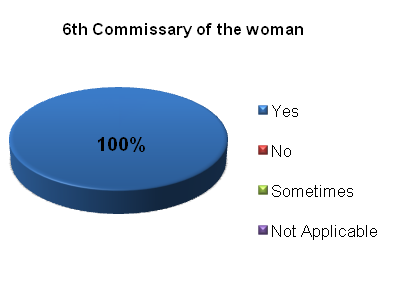 6th Commissary of the woman
100%
Yes
No
Sometimes
Not Applicable